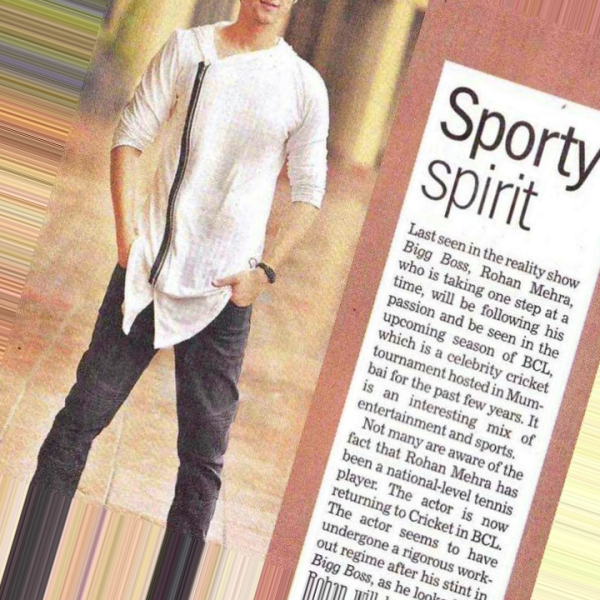 Sporty
spirit
Last seen in the reality show
Bigg Boss, Rohan Mehra,
who is taking one step at a
time, will be following his
passion and be seen in the
upcoming season of BCL,
which is a celebrity cricket
tournament hosted in Mum-
bai for the past few years. It
is an interesting mix of
entertainment and sports.
Not many are aware of the
fact that Rohan Mehra has
been a national-level tennis
player. The actor is now
returning to Cricket in BCL.
The actor seems to have
undergone a rigorous work-
out regime after his stint in
Bigg Boss, as he
Rohan will